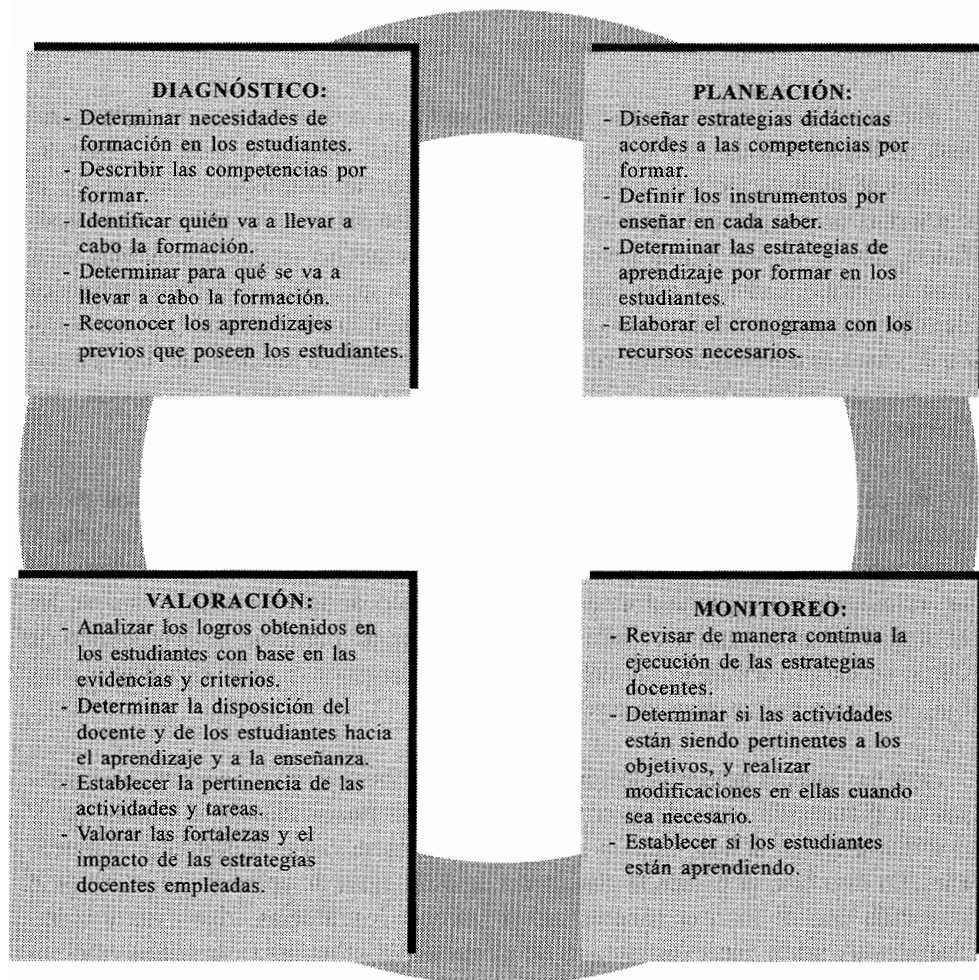 DIAGNÓSTICO:
- Determinar necesidades de
formación en los estudiantes.
- Describir las competencias por
formar.
- Identificar quién va a llevar a
cabo la formación.
- Determinar para qué se va a
llevar a cabo la formación.
- Reconocer los aprendizajes
previos que poseen los estudiantes.
PLANEACIÓN:
- Diseñar estrategias didácticas
acordes a las competencias por
formar.
- Definir los instrumentos por
enseñar en cada saber.
- Determinar las estrategias de
aprendizaje por formar en los
estudiantes.
- Elaborar el cronograma con los
recursos necesarios.
VALORACIÓN:
- Analizar los logros obtenidos en
los estudiantes con base en las
evidencias y criterios.
- Determinar la disposición del
docente y de los estudiantes hacia
el aprendizaje y a la enseñanza.
- Establecer la pertinencia de las
actividades y tareas.
- Valorar las fortalezas y el
impacto de las estrategias
docentes empleadas.
MONITOREO:
- Revisar de manera continua la
ejecución de las estrategias
docentes.
- Determinar si las actividades
están siendo pertinentes a los
objetivos, y realizar
modificaciones en ellas cuando
sea necesario.
- Establecer si los estudiantes
están aprendiendo.